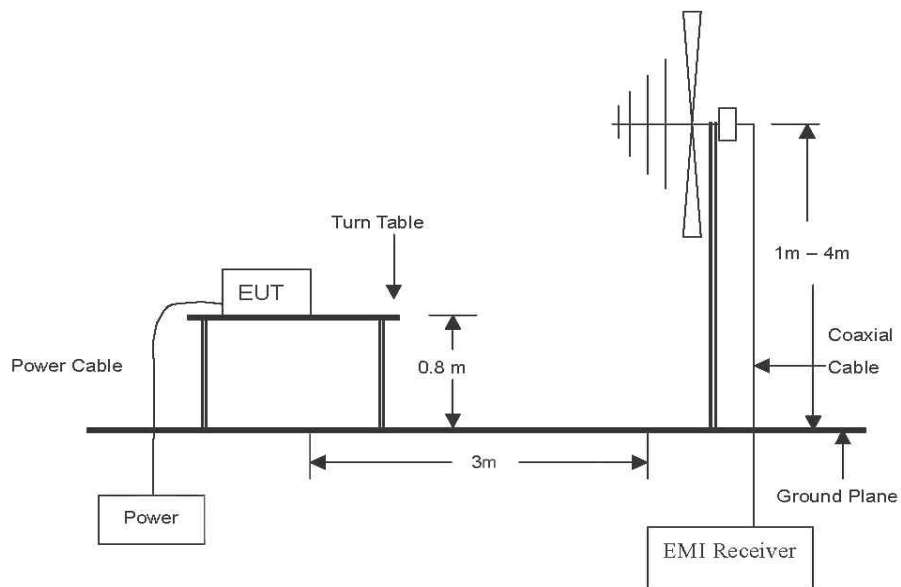 Turn Table
1m – 4m
EUT
Coaxial
Cable
Power Cable
0.8 m
3m
Ground Plane
Power
EMI Receiver